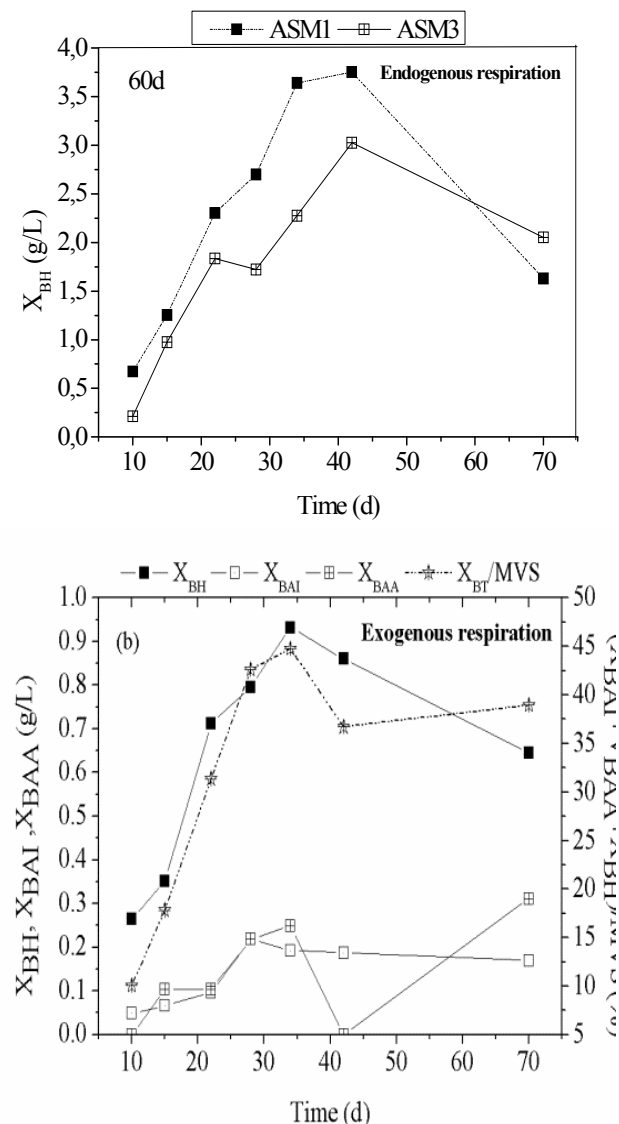 ASM1 ASM3
4,0
3,5
3,0
2,5
2,0
1,5
1,0
0,5
0,0
60d
Endogenous respiration
X_BH (g/L)
10 20 30 40 50 60 70
Time (d)
X_BH X_BAI X_BAA X_BT/MVS
1.0
0.9
0.8
0.7
0.6
0.5
0.4
0.3
0.2
0.1
0.0
(b)
Exogenous respiration
50
45
40
35
30
25
20
15
10
5
X_BH, X_BAI ,X_BAA (g/L)
10 20 30 40 50 60 70
Time (d)